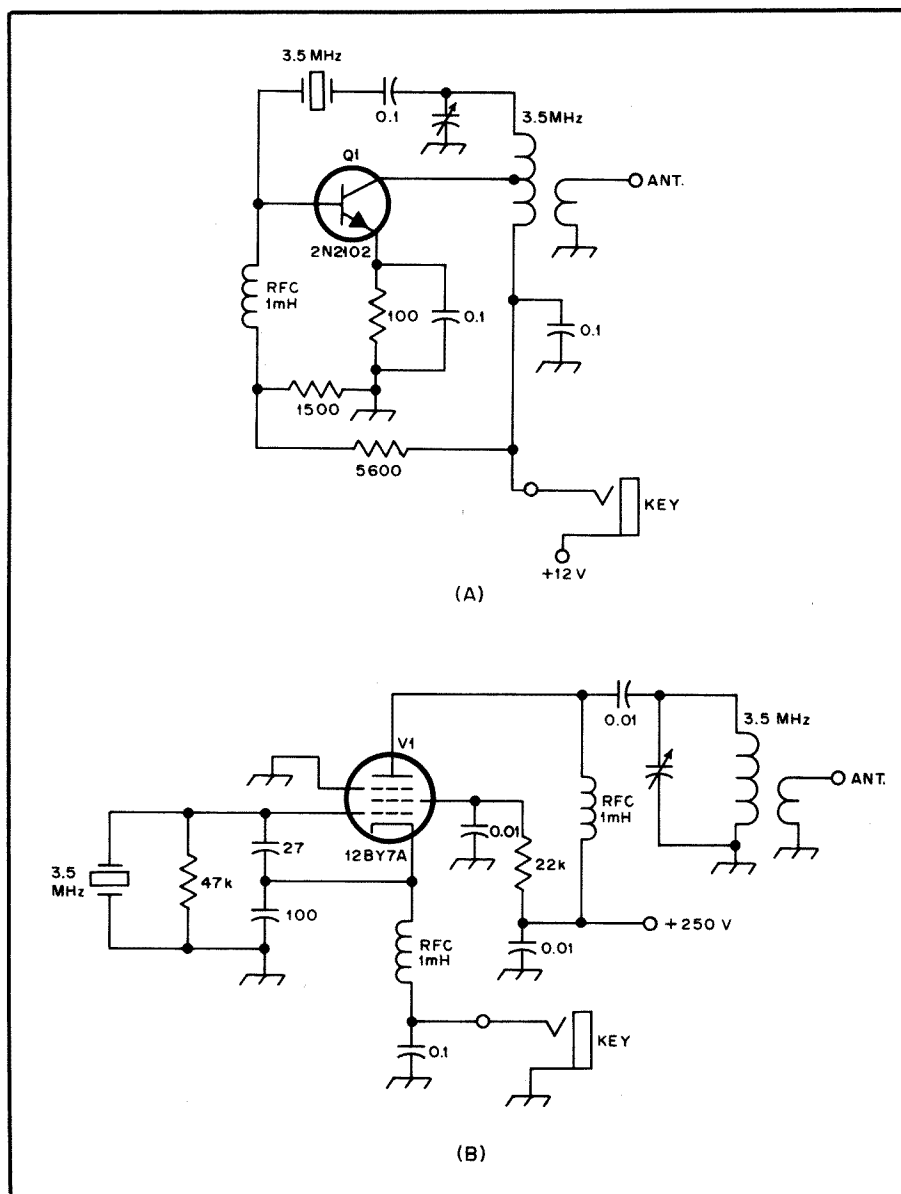 3.5 MHz
0.1
3.5MHz
Q1
ANT.
2N2102
RFC
1mH
100
0.1
0.1
1500
5600
KEY
+12 V
(A)
0.01
3.5 MHz
V1
ANT.
RFC
1mH
0.01
27
12BY7A
22k
3.5
MHz
47k
100
+250 V
RFC
1mH
0.01
KEY
0.1
(B)